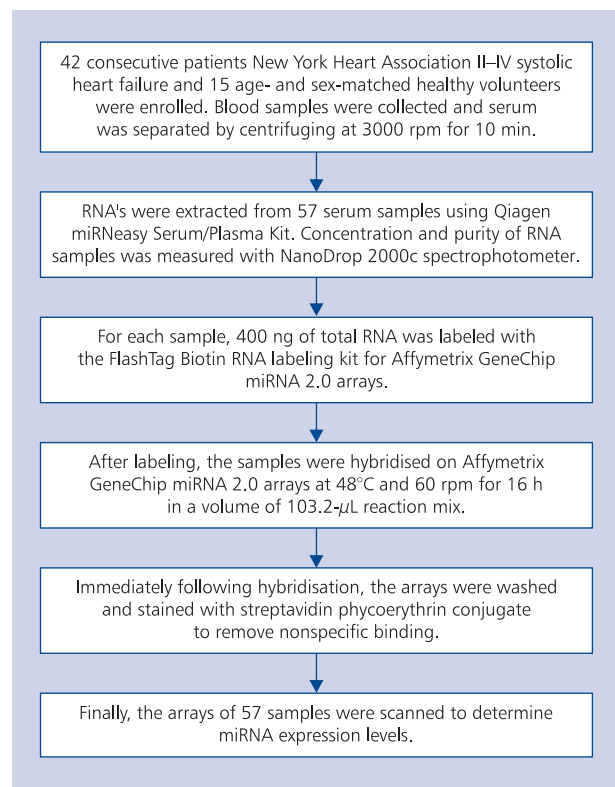 42 consecutive patients New York Heart Association II–IV systolic
heart failure and 15 age- and sex-matched healthy volunteers
were enrolled. Blood samples were collected and serum
was separated by centrifuging at 3000 rpm for 10 min.
RNA's were extracted from 57 serum samples using Qiagen
miRNeasy Serum/Plasma Kit. Concentration and purity of RNA
samples was measured with NanoDrop 2000c spectrophotometer.
For each sample, 400 ng of total RNA was labeled with
the FlashTag Biotin RNA labeling kit for Affymetrix GeneChip
miRNA 2.0 arrays.
After labeling, the samples were hybridised on Affymetrix
GeneChip miRNA 2.0 arrays at 48°C and 60 rpm for 16 h
in a volume of 103.2-μL reaction mix.
Immediately following hybridisation, the arrays were washed
and stained with streptavidin phycoerythrin conjugate
to remove nonspecific binding.
Finally, the arrays of 57 samples were scanned to determine
miRNA expression levels.